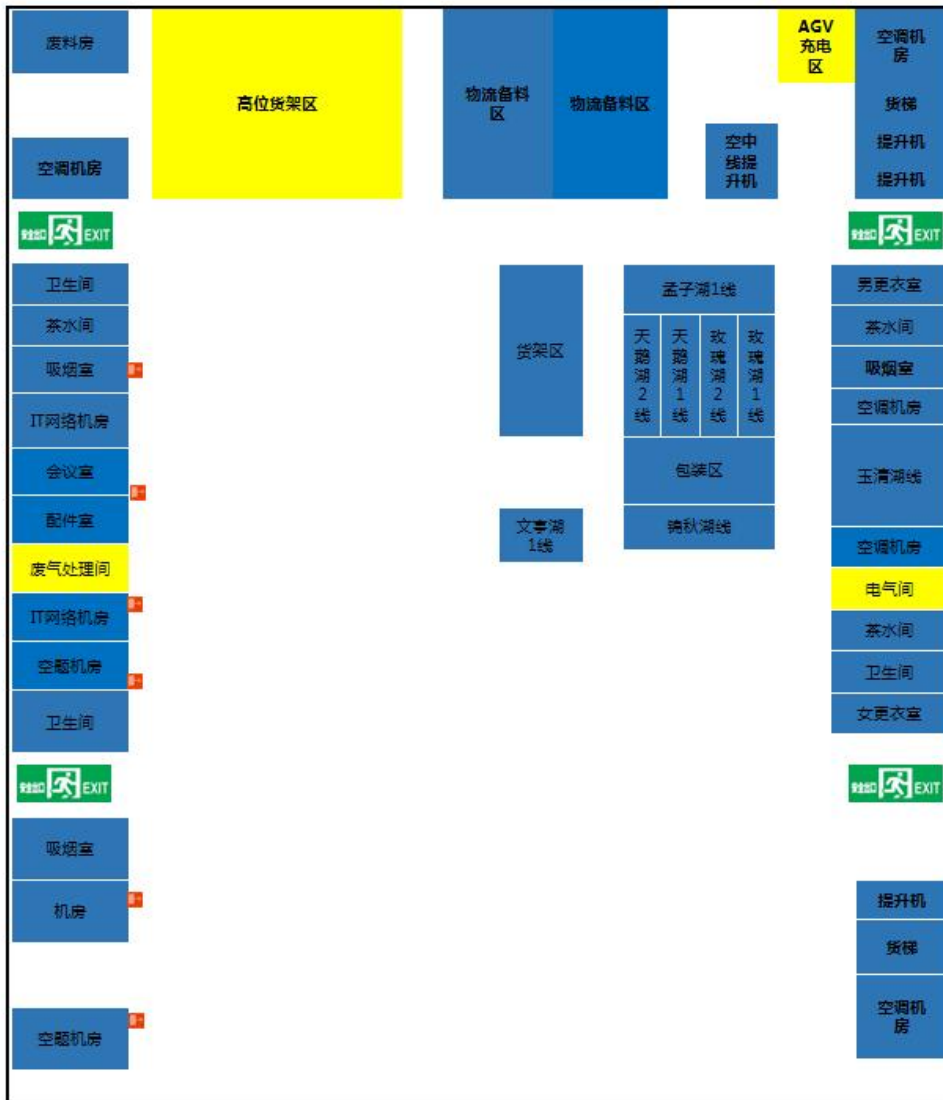 废料房
高位货架区
物流备料
区
物流备料区
AGV
充电
区
空调机
房
货梯
提升机
提升机
空中
线提
升机
空调机房
安全出口 EXIT
安全出口 EXIT
卫生间
茶水间
吸烟室
IT网络机房
会议室
配件室
废气处理间
IT网络机房
空题机房
卫生间
货架区
文亭湖
1线
孟子湖1线
天鹅湖2线
天鹅湖1线
玫瑰湖2线
玫瑰湖1线
包装区
锦秋湖线
男更衣室
茶水间
吸烟室
空调机房
玉清湖线
空调机房
电气间
茶水间
卫生间
女更衣室
安全出口 EXIT
安全出口 EXIT
吸烟室
机房
空题机房
提升机
货梯
空调机
房